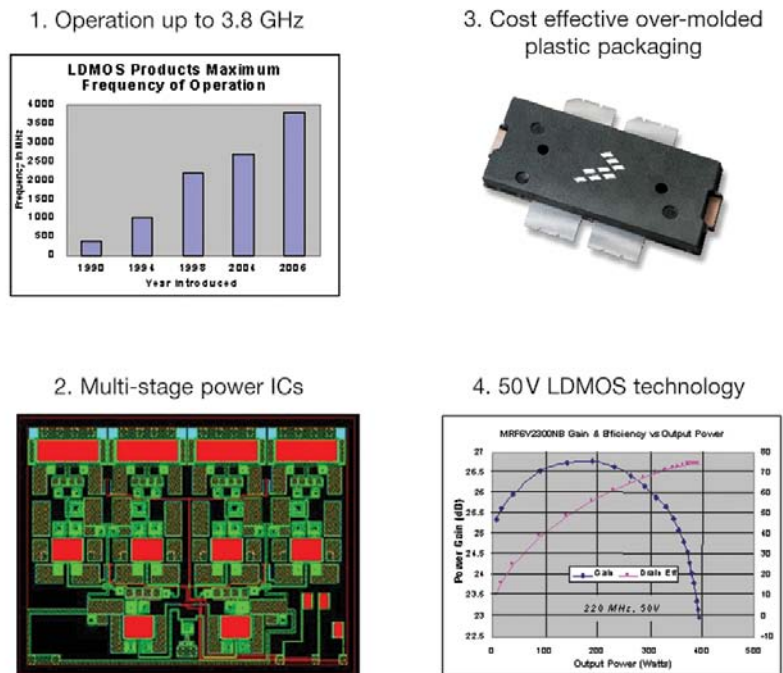 1. Operation up to 3.8 GHz
LDMOS Products Maximum
Frequency of Operation
Frequency in MHz
4000
3500
3000
2500
2000
1500
1000
500
0
1990
1994
1998
2004
2006
Year Introduced
3. Cost effective over-molded
plastic packaging
2. Multi-stage power ICs
4. 50V LDMOS technology
MRF6V2300NB Gain & Efficiency vs Output Power
Power Gain (dB)
27
26.5
26
25.5
25
24.5
24
23.5
23
22.5
80
70
60
50
40
30
20
10
0
-10
Gain
Drain Eff
220 MHz, 50V
0
100
200
300
400
500
Output Power (Watts)